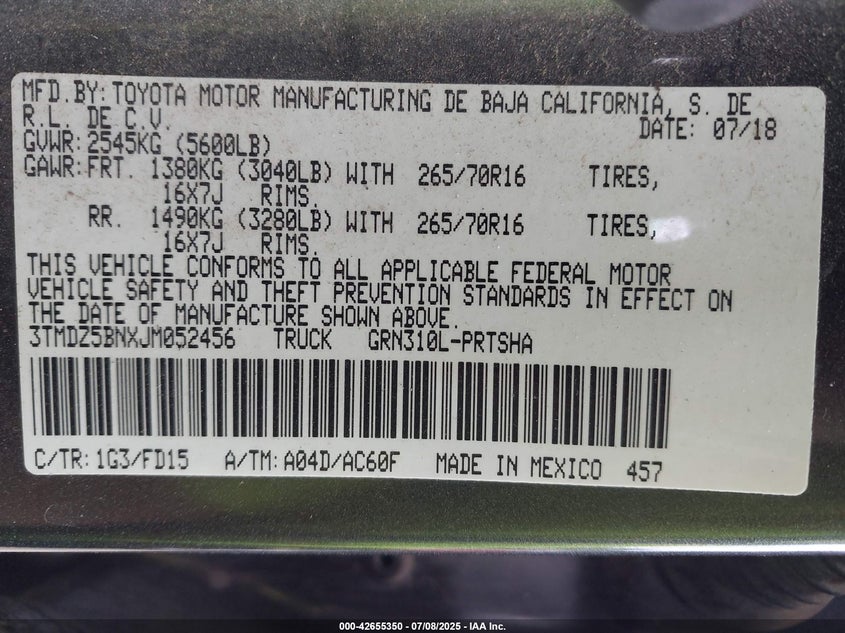 MFD.BY: TOYOTA MOTOR MANUFACTURING DE BAJA CALIFORNIA, S. DE
R.L. DE C.V. DATE: 07/18
GVWR: 2545KG (5600LB)
GAWR: FRT. 1380KG (3040LB) WITH 265/70R16 TIRES,
16X7J RIMS.
RR. 1490KG (3280LB) WITH 265/70R16 TIRES,
16X7J RIMS.
THIS VEHICLE CONFORMS TO ALL APPLICABLE FEDERAL MOTOR
VEHICLE SAFETY AND THEFT PREVENTION STANDARDS IN EFFECT ON
THE DATE OF MANUFACTURE SHOWN ABOVE.
3TMDZ5BNXJM052456 TRUCK GRN310L-PRTSHA
C/TR: 1G3/FD15 A/TM: A04D/AC60F MADE IN MEXICO 457
000-42655350 | 07/08/2025 - IAA Inc.